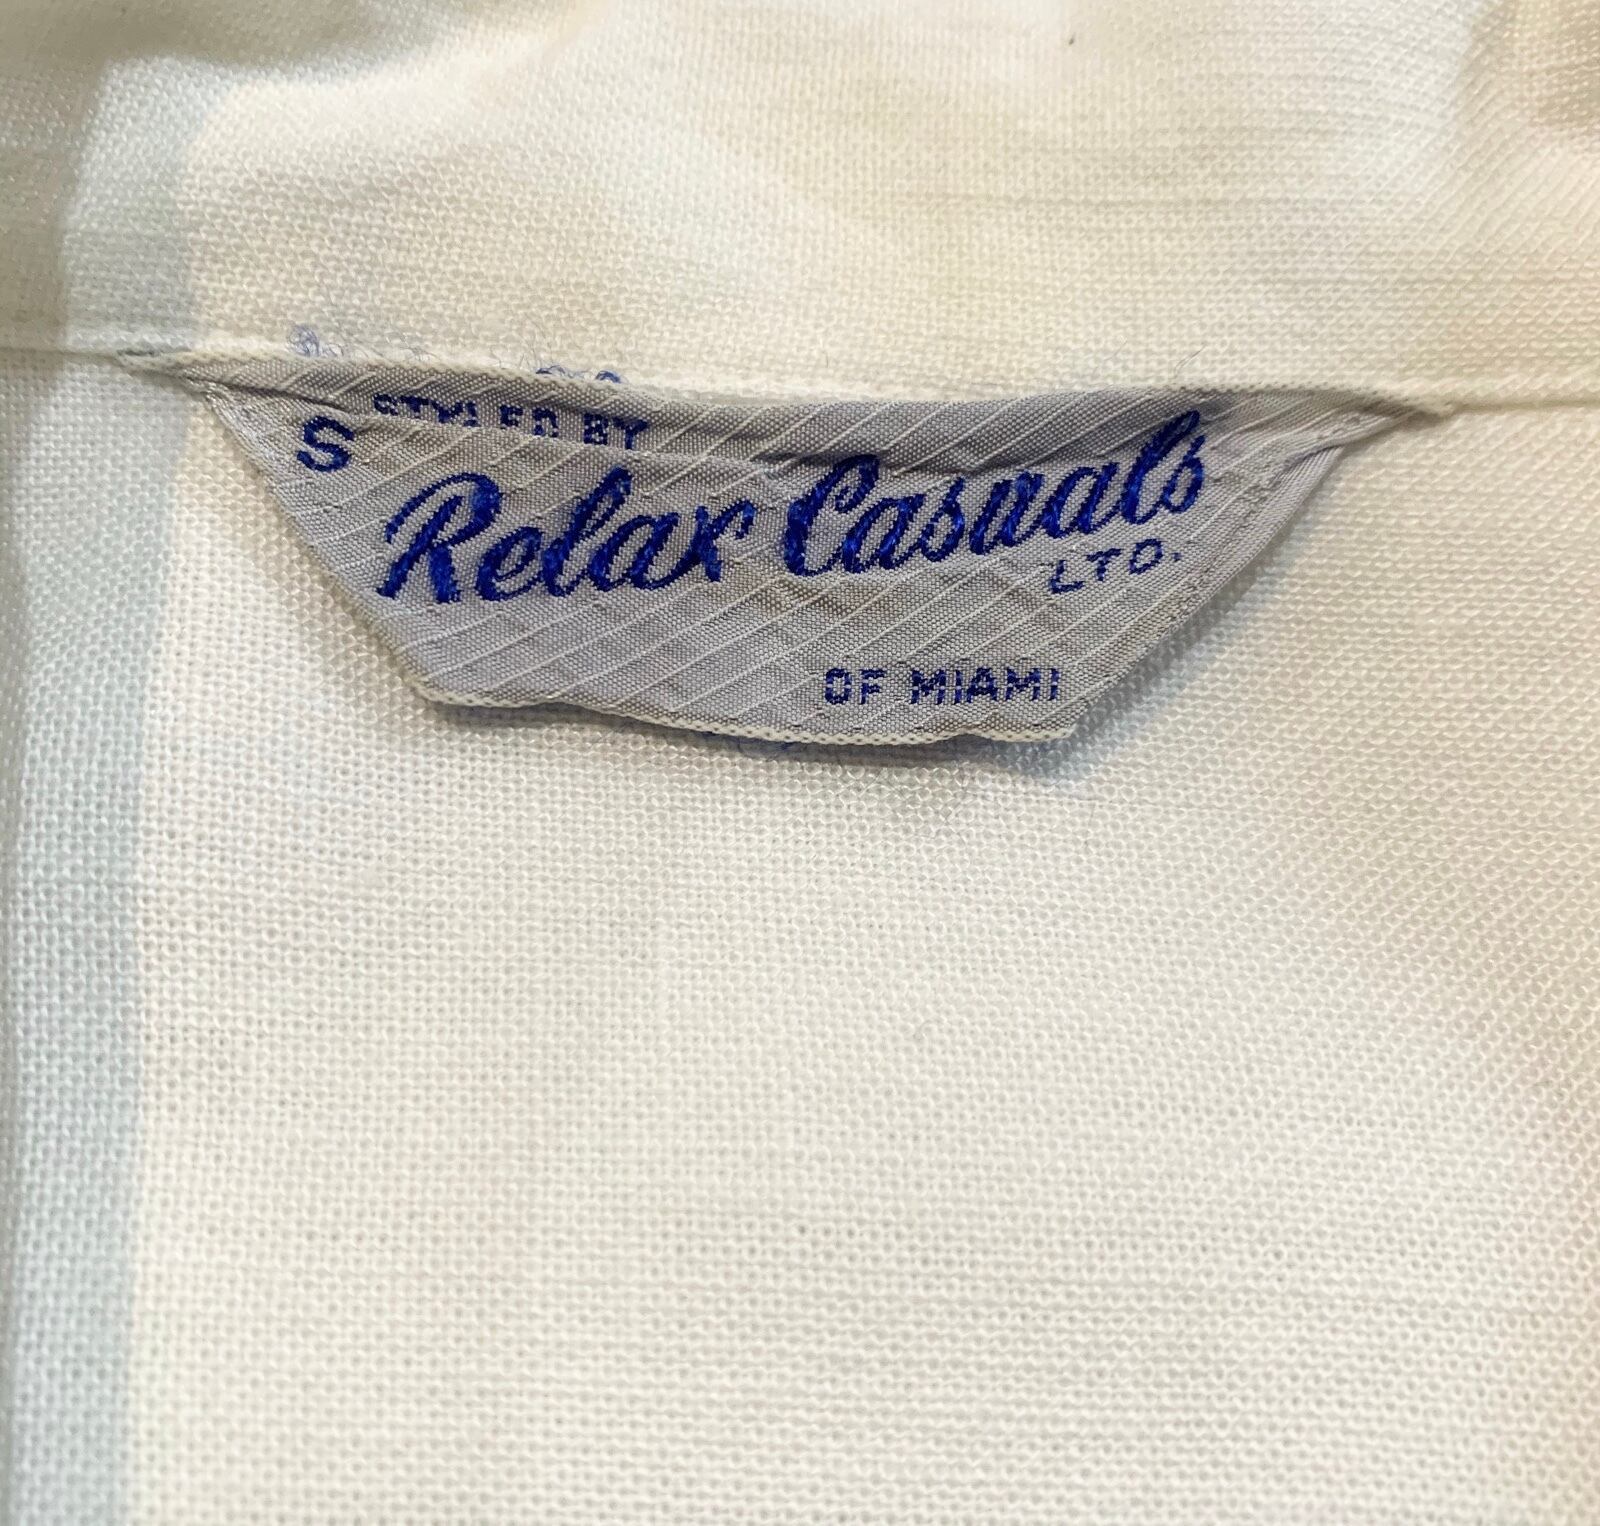 STYLED BY
S
Relax Casuals
LTD.
OF MIAMI